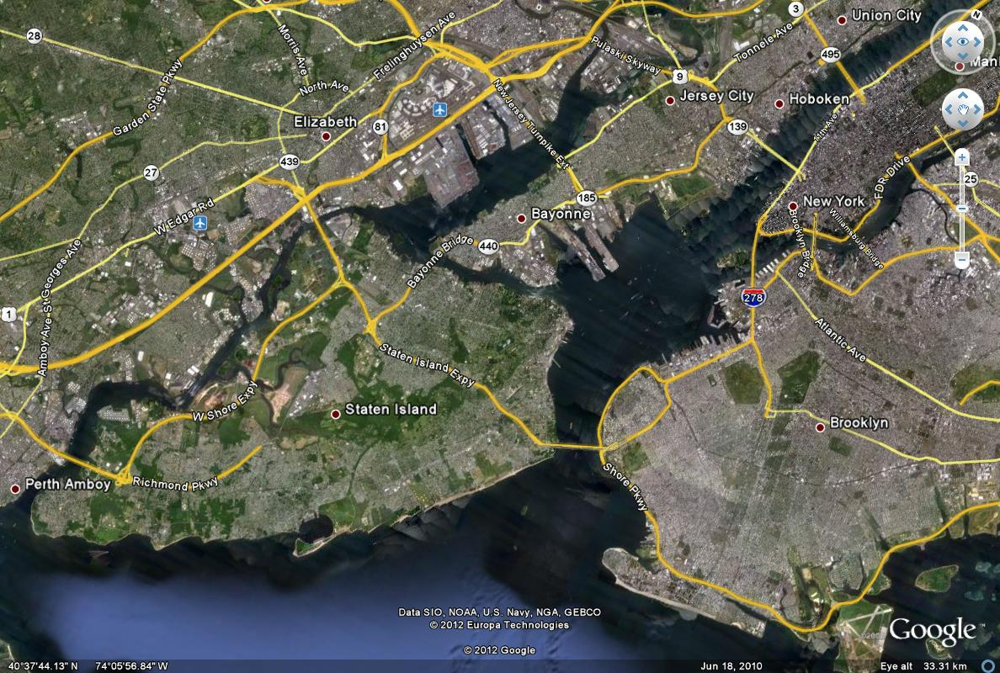 3
Union City
N
28
Morris Ave
Frelinghuysen Ave
Pulaski Skyway
Tonnele Ave
495
Garden State Pkwy
North Ave
9
New Jersey Turnpike Ext
Jersey City
Hoboken
Elizabeth
81
139
11th Ave
439
27
FDR Drive
25
W Edgar Rd
185
New York
Bayonne
Williamsburg Bridge
Brooklyn Bridge
Bayonne Bridge
440
St Georges Ave
Amboy Ave
1
278
Atlantic Ave
Staten Island Expy
W Shore Expy
Staten Island
Brooklyn
Perth Amboy
Richmond Pkwy
Shore Pkwy
Data SIO, NOAA, U.S. Navy, NGA, GEBCO
© 2012 Europa Technologies
© 2012 Google
Google™
40°37'44.13" N 74°05'56.84" W
Jun 18, 2010
Eye alt 33.31 km